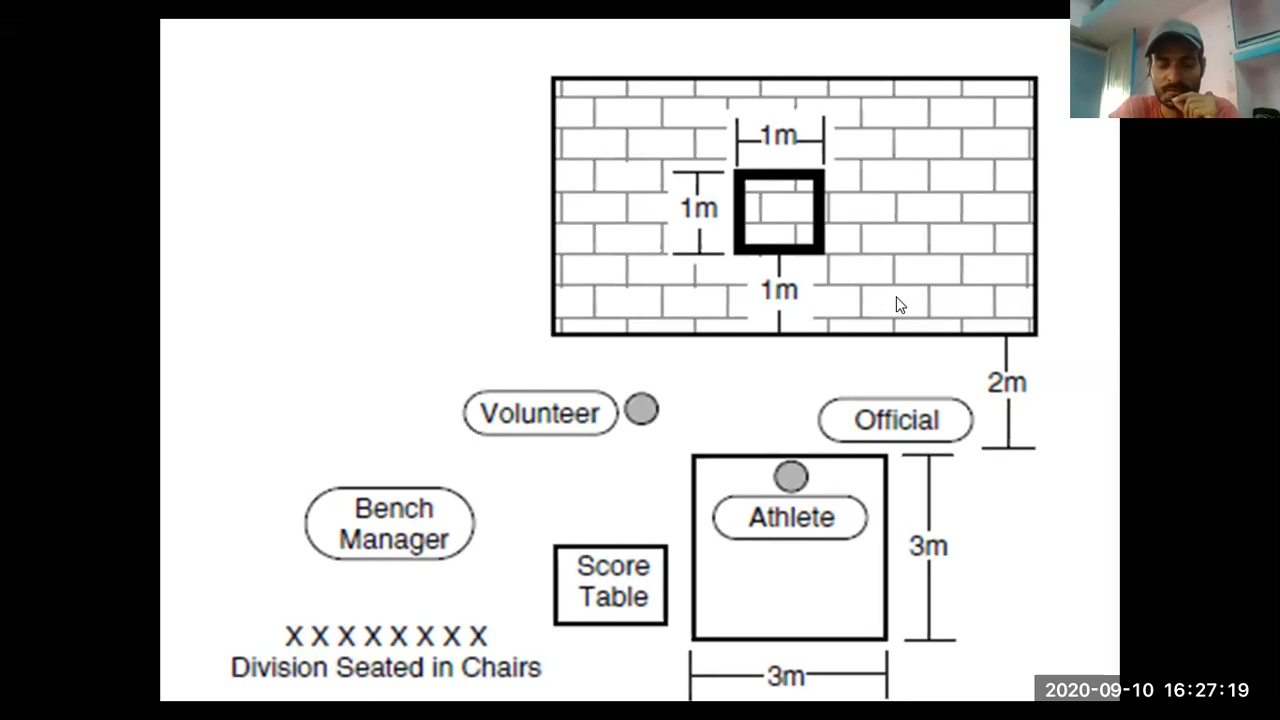 1m
1m
1m
2m
Volunteer
Official
Bench
Manager
Athlete
3m
Score
Table
X X X X X X X X
Division Seated in Chairs
3m
2020-09-10 16:27:19